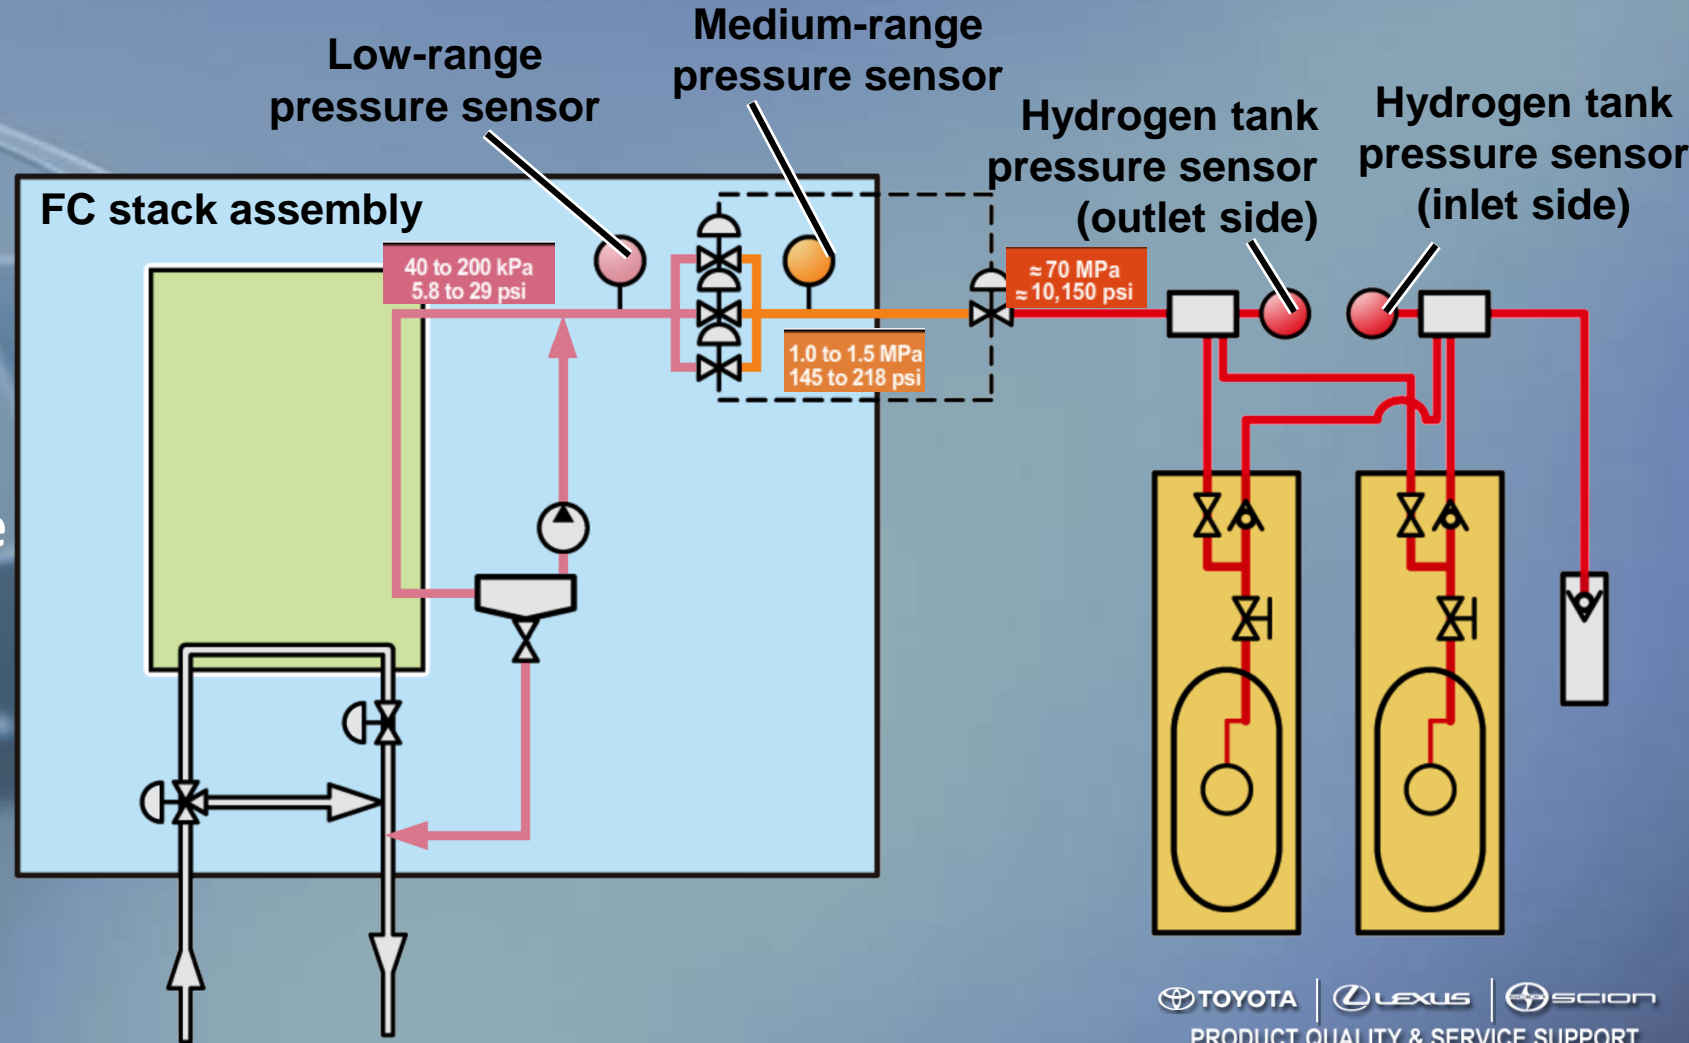 Low-range
pressure sensor
Medium-range
pressure sensor
Hydrogen tank
pressure sensor
(outlet side)
Hydrogen tank
pressure sensor
(inlet side)
FC stack assembly
40 to 200 kPa
5.8 to 29 psi
≈ 70 MPa
≈ 10,150 psi
1.0 to 1.5 MPa
145 to 218 psi
e
TOYOTA
LEXUS
SCION
PRODUCT QUALITY & SERVICE SUPPORT